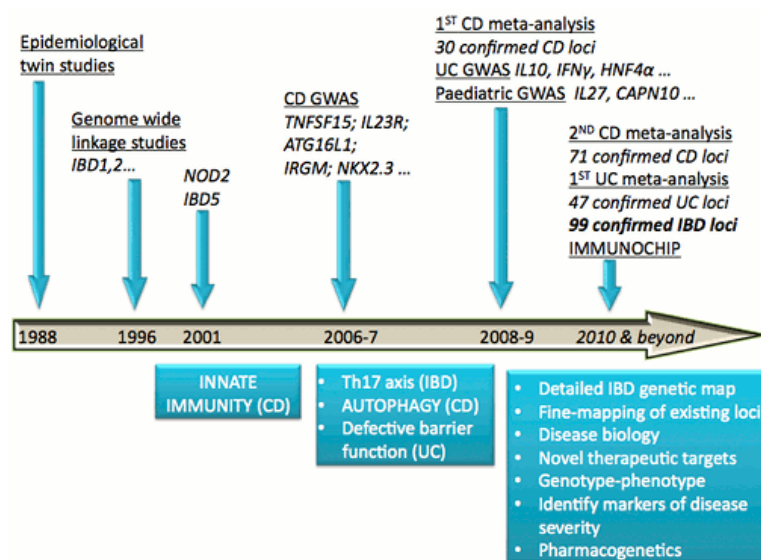 Epidemiological
twin studies
Genome wide
linkage studies
IBD1,2...
NOD2
IBD5
CD GWAS
TNFSF15; IL23R;
ATG16L1;
IRGM; NKX2.3 ...
1ST CD meta-analysis
30 confirmed CD loci
UC GWAS IL10, IFNγ, HNF4α ...
Paediatric GWAS IL27, CAPN10 ...
2ND CD meta-analysis
71 confirmed CD loci
1ST UC meta-analysis
47 confirmed UC loci
99 confirmed IBD loci
IMMUNOCHIP
1988 1996 2001 2006-7 2008-9 2010 & beyond
INNATE
IMMUNITY (CD)
• Th17 axis (IBD)
• AUTOPHAGY (CD)
• Defective barrier
function (UC)
• Detailed IBD genetic map
• Fine-mapping of existing loci
• Disease biology
• Novel therapeutic targets
• Genotype-phenotype
• Identify markers of disease
severity
• Pharmacogenetics